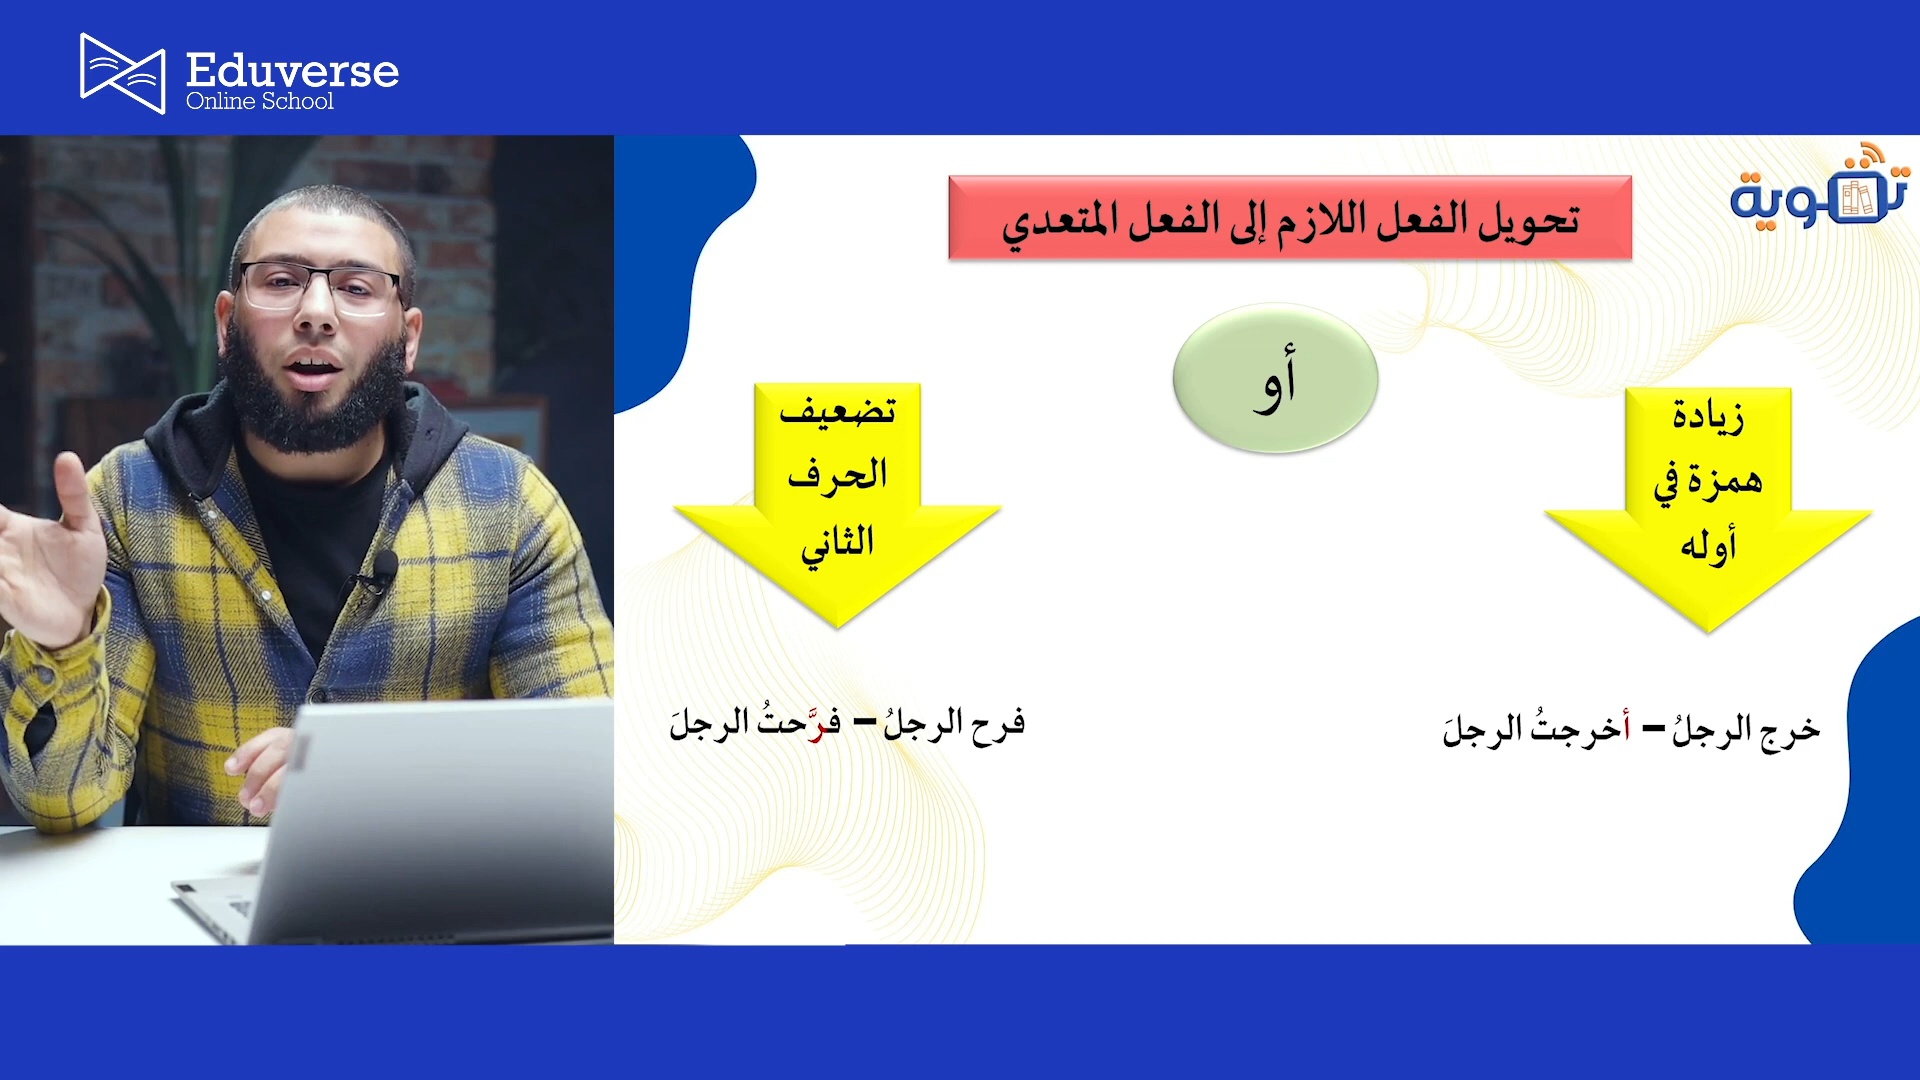 Eduverse
Online School
تقوية
تحويل الفعل اللازم إلى الفعل المتعدي
أو
زيادة
همزة في
أوله
تضعيف
الحرف
الثاني
خرج الرجلُ – أخرجتُ الرجلَ
فرح الرجلُ – فرَّحتُ الرجلَ